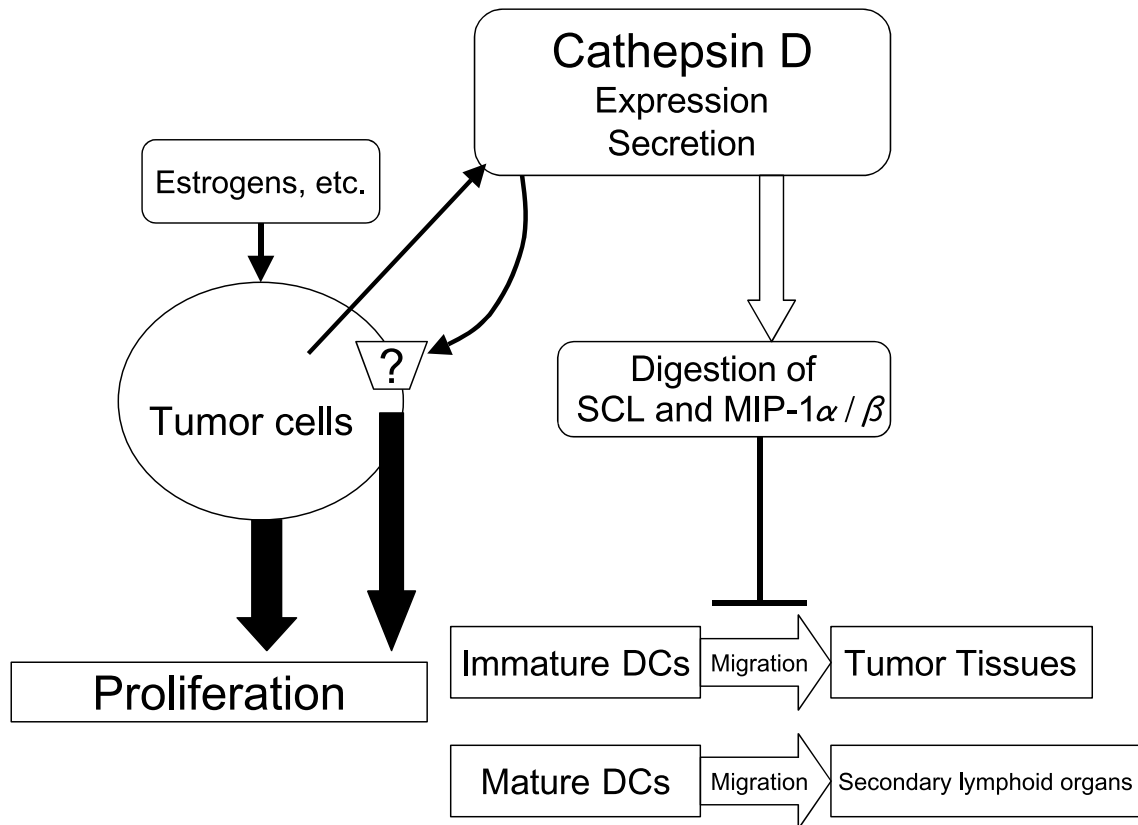 Cathepsin D
Expression
Secretion
Estrogens, etc.
?
Tumor cells
Digestion of
SCL and MIP-1α / β
Proliferation
Immature DCs
Migration
Tumor Tissues
Mature DCs
Migration
Secondary lymphoid organs